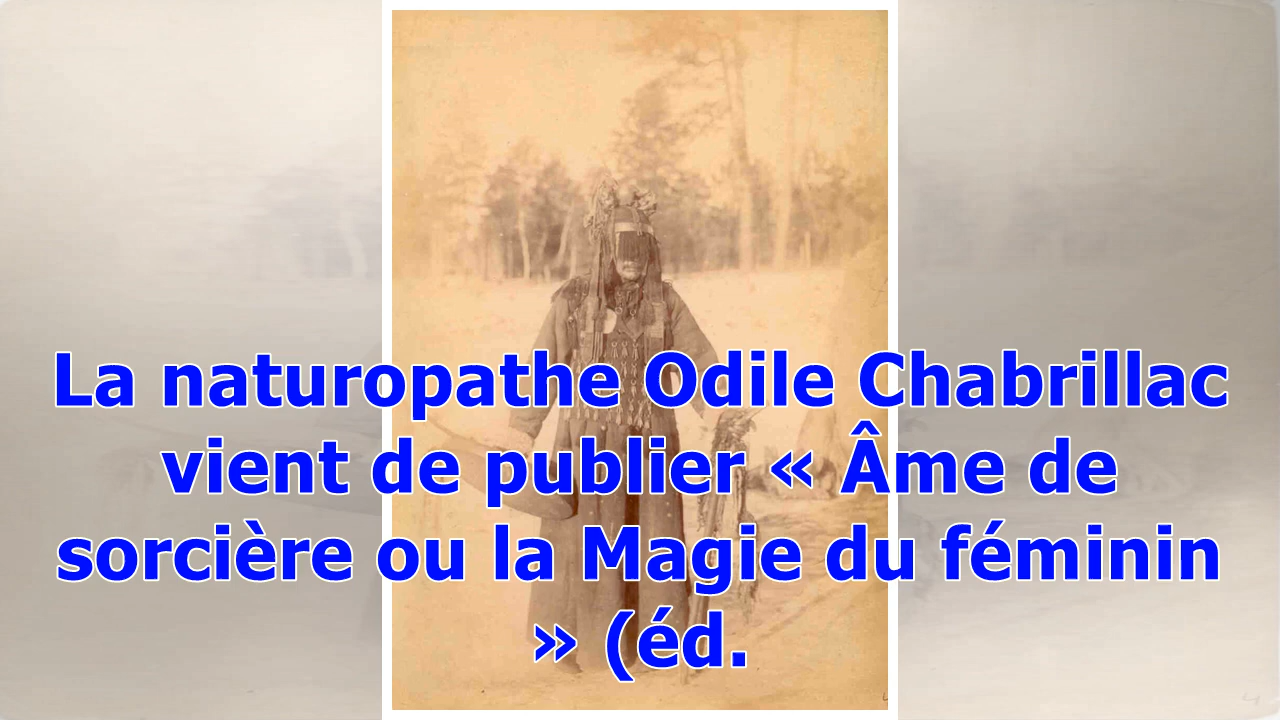 La naturopathe Odile Chabrillac
vient de publier « Âme de
sorcière ou la Magie du féminin
» (éd.